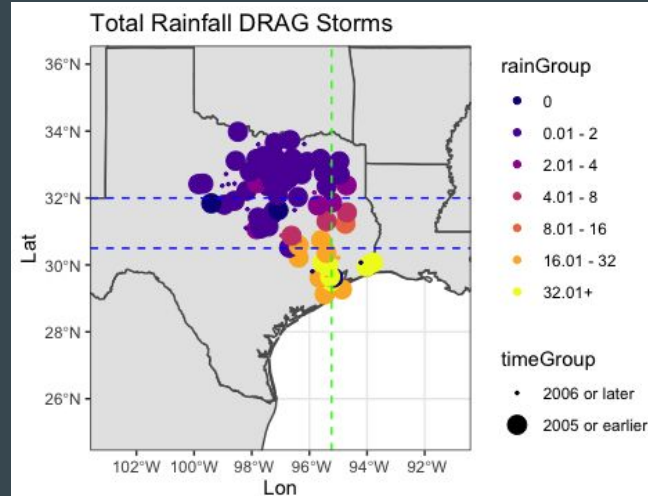 Total Rainfall DRAG Storms
36°N
34°N
32°N
30°N
28°N
26°N
Lat
102°W 100°W 98°W 96°W 94°W 92°W
Lon
rainGroup
0
0.01 - 2
2.01 - 4
4.01 - 8
8.01 - 16
16.01 - 32
32.01+
timeGroup
2006 or later
2005 or earlier